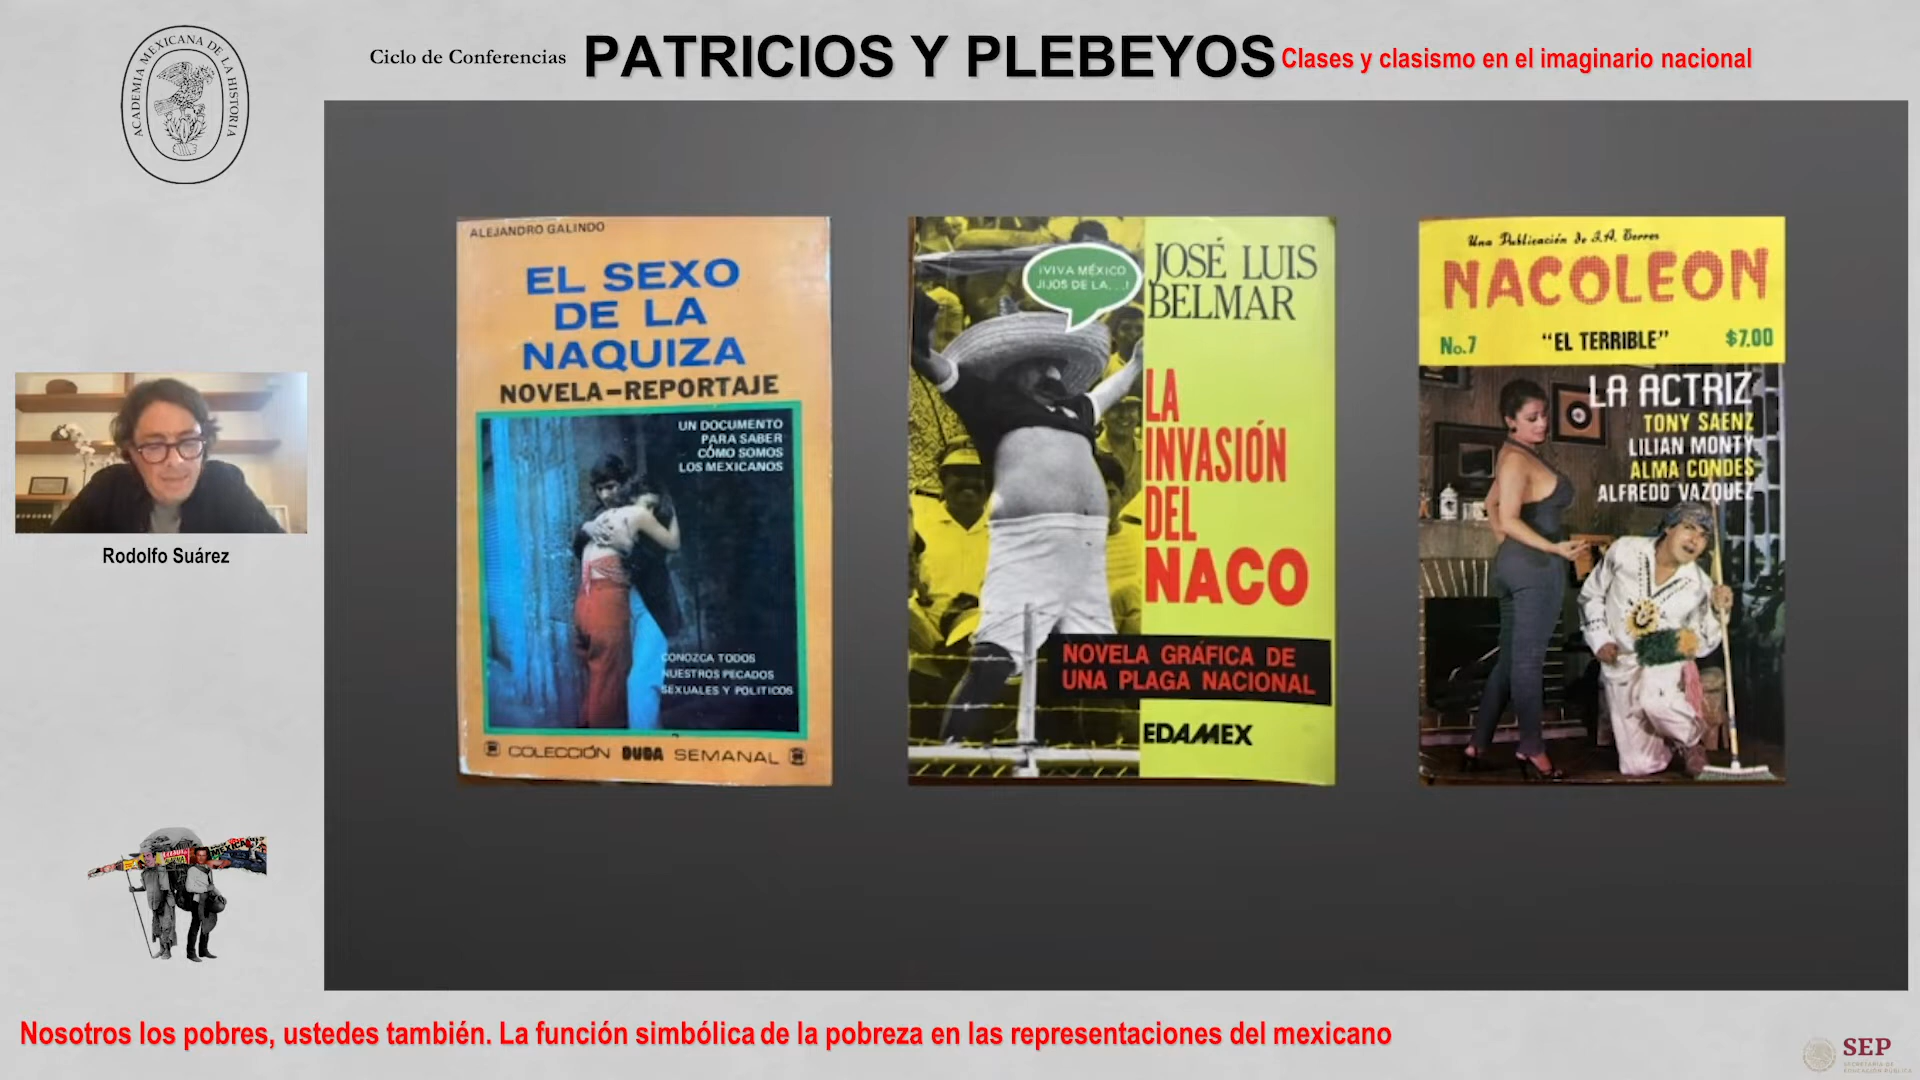 ACADEMIA MEXICANA DE LA HISTORIA
Ciclo de Conferencias
PATRICIOS Y PLEBEYOS
Clases y clasismo en el imaginario nacional
Rodolfo Suárez
ALEJANDRO GALINDO
EL SEXO
DE LA
NAQUIZA
NOVELA-REPORTAJE
UN DOCUMENTO
PARA SABER
CÓMO SOMOS
LOS MEXICANOS
CONOZCA TODOS
NUESTROS PECADOS
SEXUALES Y POLITICOS
COLECCIÓN DUDA SEMANAL
¡VIVA MÉXICO
JIJOS DE LA...!
JOSÉ LUIS
BELMAR
LA
INVASIÓN
DEL
NACO
NOVELA GRÁFICA DE
UNA PLAGA NACIONAL
EDAMEX
Una Publicación de J.A. Torres
NACOLEON
No.7
"EL TERRIBLE"
$7.00
LA ACTRIZ
TONY SAENZ
LILIAN MONTY
ALMA CONDES
ALFREDO VAZQUEZ
Nosotros los pobres, ustedes también. La función simbólica de la pobreza en las representaciones del mexicano
SEP
SECRETARÍA DE
EDUCACIÓN PÚBLICA